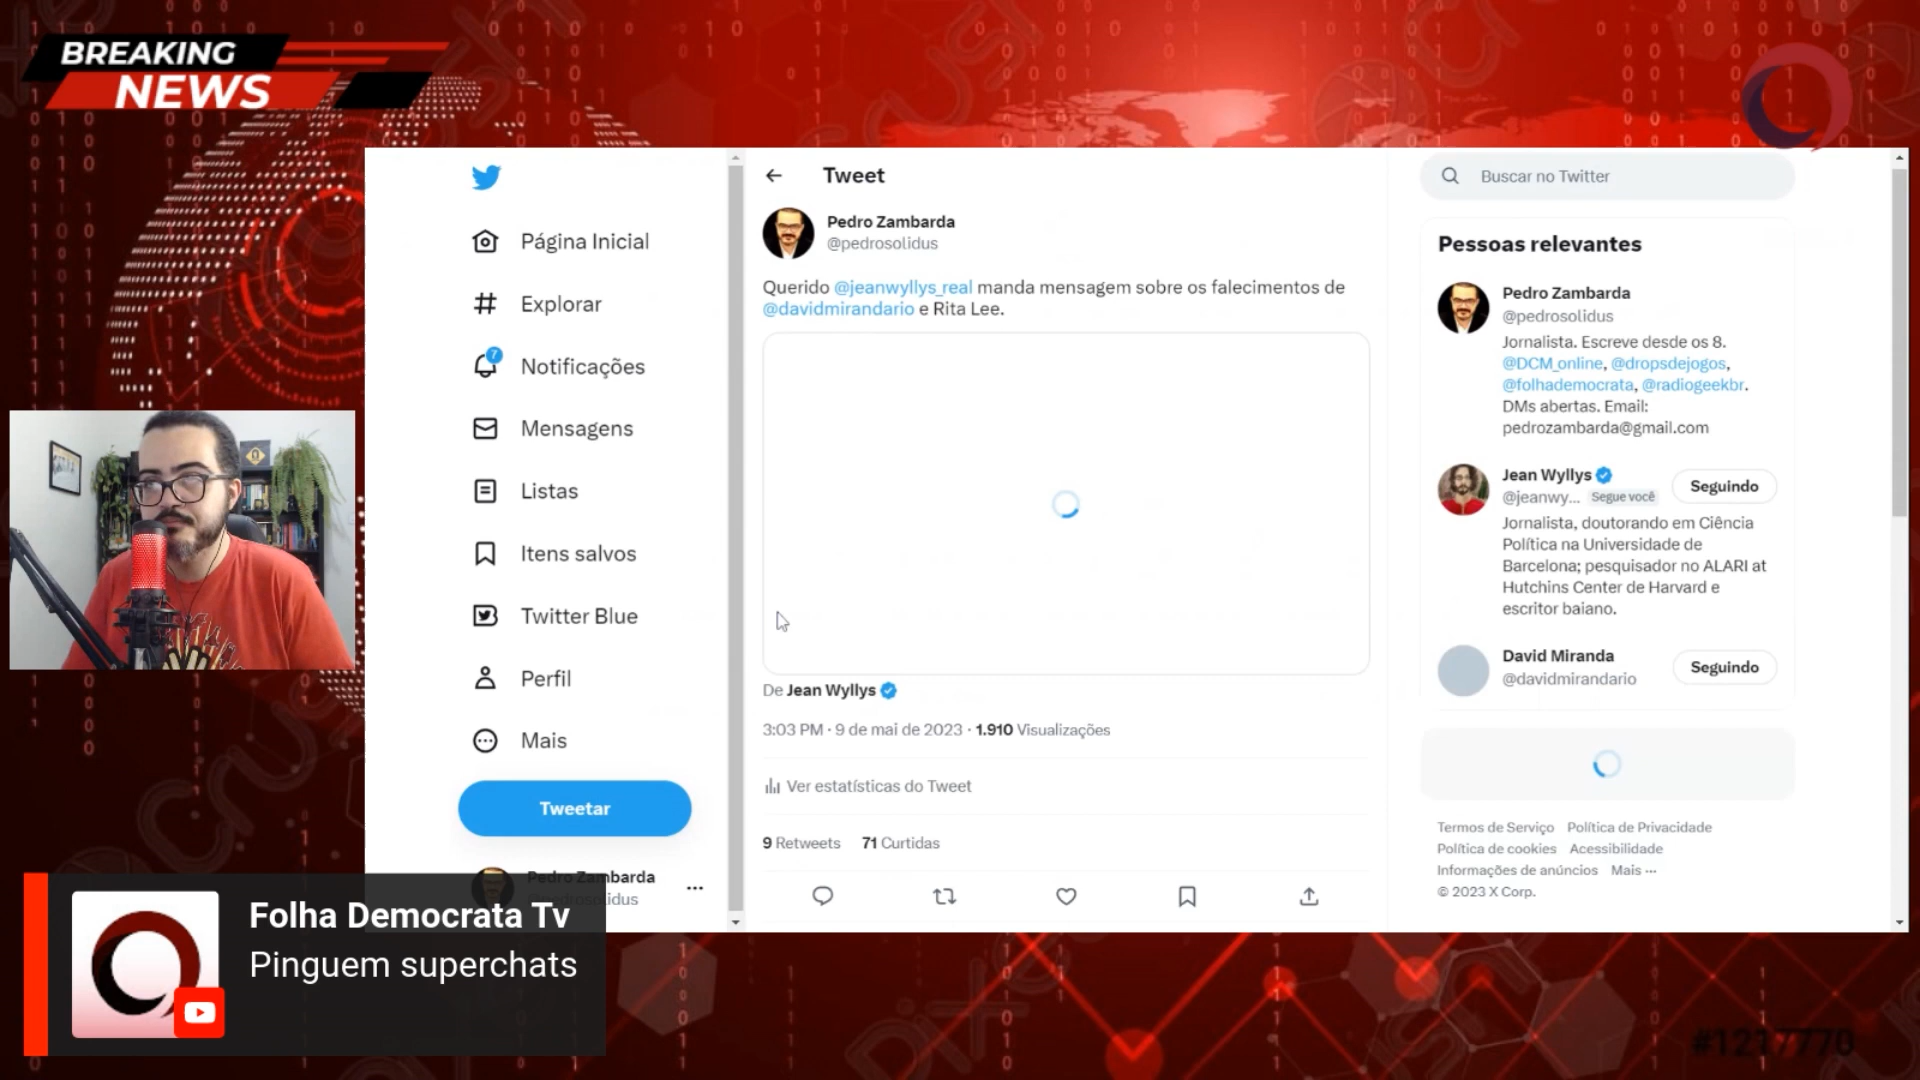 BREAKING
NEWS
Página Inicial
Explorar
7
Notificações
Mensagens
Listas
Itens salvos
Twitter Blue
Perfil
Mais
Tweetar
Pedro Zambarda
Tweet
Pedro Zambarda
@pedrosolidus
Querido @jeanwyllys_real manda mensagem sobre os falecimentos de
@davidmirandario e Rita Lee.
De Jean Wyllys
3:03 PM · 9 de mai de 2023 · 1.910 Visualizações
Ver estatísticas do Tweet
9 Retweets 71 Curtidas
Buscar no Twitter
Pessoas relevantes
Pedro Zambarda
@pedrosolidus
Jornalista. Escreve desde os 8.
@DCM_online, @dropsdejogos,
@folhademocrata, @radiogeekbr.
DMs abertas. Email:
pedrozambarda@gmail.com
Jean Wyllys
@jeanwy... Segue você
Seguindo
Jornalista, doutorando em Ciência
Política na Universidade de
Barcelona; pesquisador no ALARI at
Hutchins Center de Harvard e
escritor baiano.
David Miranda
@davidmirandario
Seguindo
Termos de Serviço Política de Privacidade
Política de cookies Acessibilidade
Informações de anúncios Mais ···
© 2023 X Corp.
Folha Democrata Tv
Pinguem superchats
#1217770